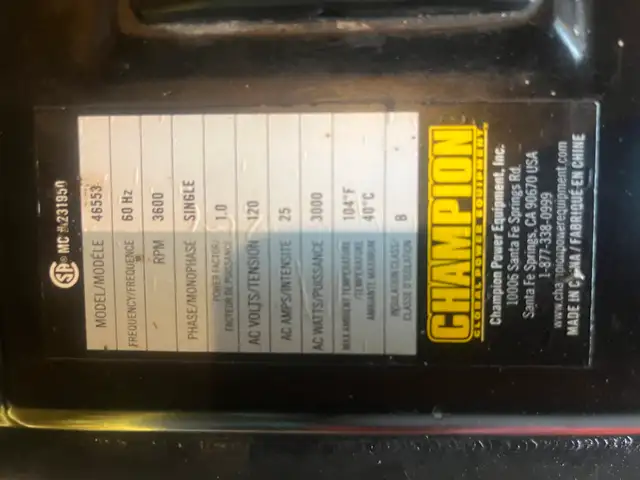 MC # 231950
MODEL/MODÈLE 46553
FREQUENCY/FRÉQUENCE 60 Hz
RPM 3600
PHASE/MONOPHASÉ SINGLE
POWER FACTOR/ FACTEUR DE PUISSANCE 1.0
AC VOLTS/TENSION 120
AC AMPS/INTENSITÉ 25
AC WATTS/PUISSANCE 3000
MAX AMBIENT TEMPERATURE 104°F
/TEMPÉRATURE AMBIANTE MAXIMUM 40°C
INSULATION CLASS/ CLASSE D'ISOLATION B
CHAMPION
GLOBAL POWER EQUIPMENT
Champion Power Equipment, Inc.
10006 Santa Fe Springs Rd.
Santa Fe Springs, CA 90670 USA
1-877-338-0999
www.championpowerequipment.com
MADE IN CHINA / FABRIQUÉ EN CHINE